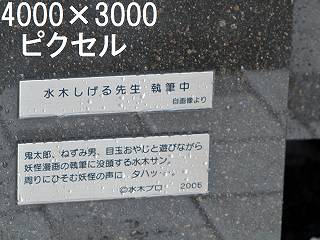 4000×3000
ピクセル
水木しげる先生 執筆中
自画像より
鬼太郎、ねずみ男、目玉おやじと遊びながら
妖怪漫画の執筆に没頭する水木サン。
周りにひそむ妖怪の声に、タハッ…。
©水木プロ 2005